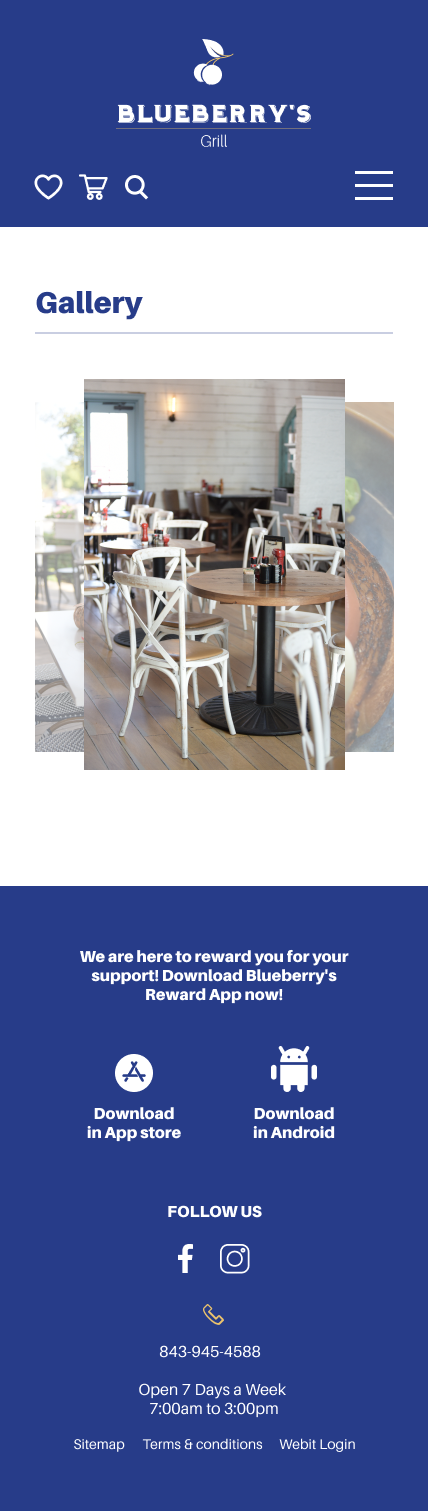 BLUEBERRY'S
Grill
Gallery
We are here to reward you for your
support! Download Blueberry's
Reward App now!
Download
in App store
Download
in Android
FOLLOW US
843-945-4588
Open 7 Days a Week
7:00am to 3:00pm
Sitemap Terms & conditions Webit Login